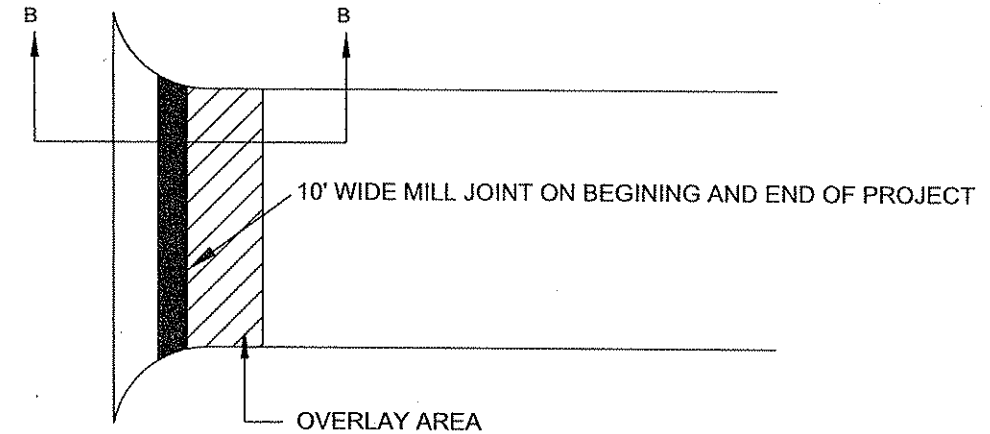 B
B
10' WIDE MILL JOINT ON BEGINING AND END OF PROJECT
OVERLAY AREA